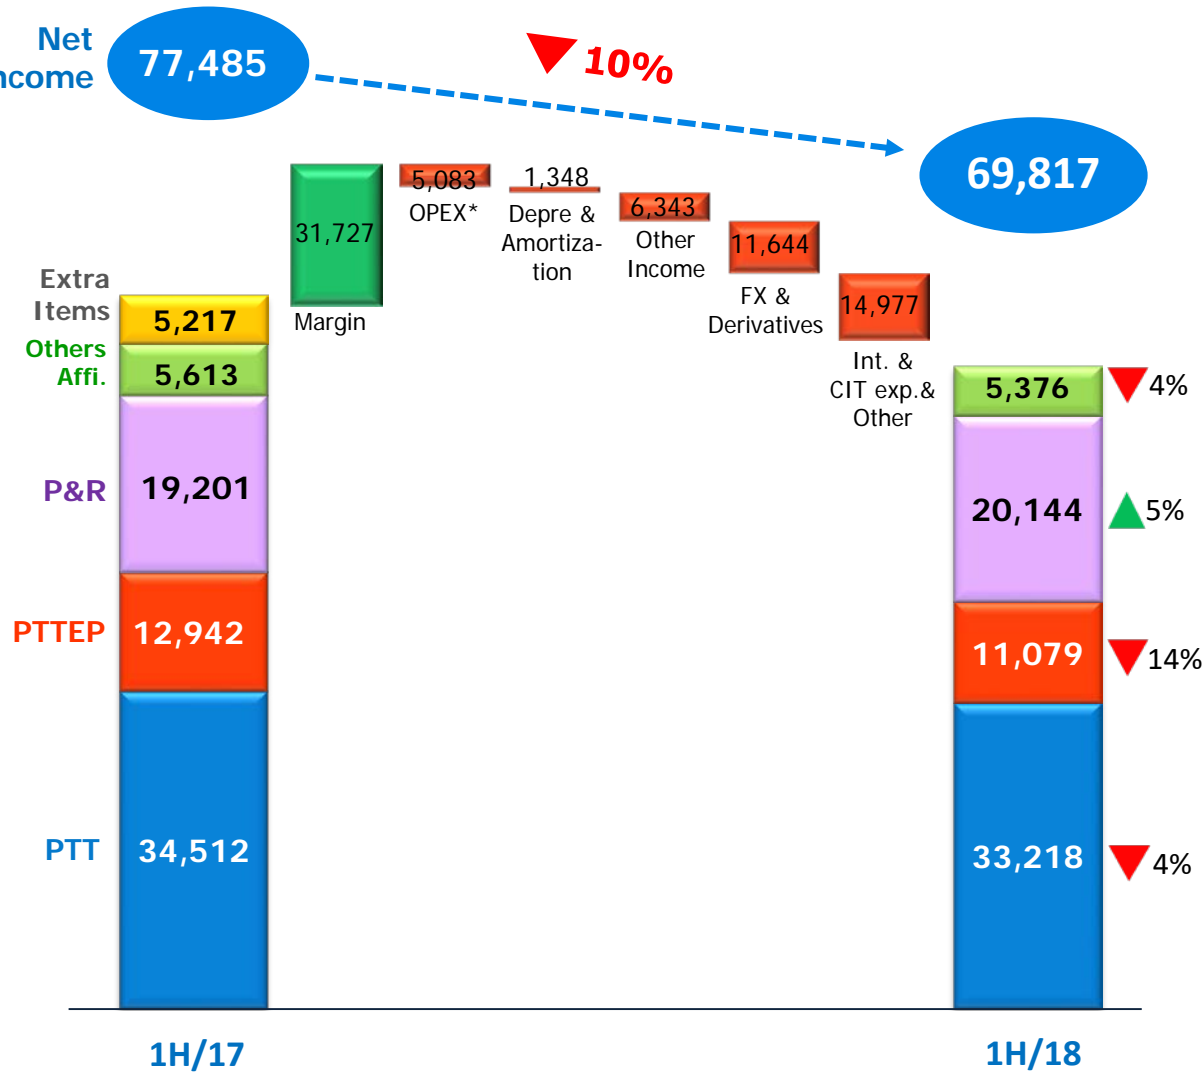 Net
ncome
77,485
10%
69,817
5,083
OPEX*
1,348
Depre &
Amortiza-
tion
6,343
Other
Income
31,727
Margin
11,644
FX &
Derivatives
14,977
Int. &
CIT exp.&
Other
Extra
Items
5,217
Others
Affi.
5,613
5,376
4%
P&R
19,201
20,144
5%
PTTEP
12,942
11,079
14%
PTT
34,512
33,218
4%
1H/17
1H/18